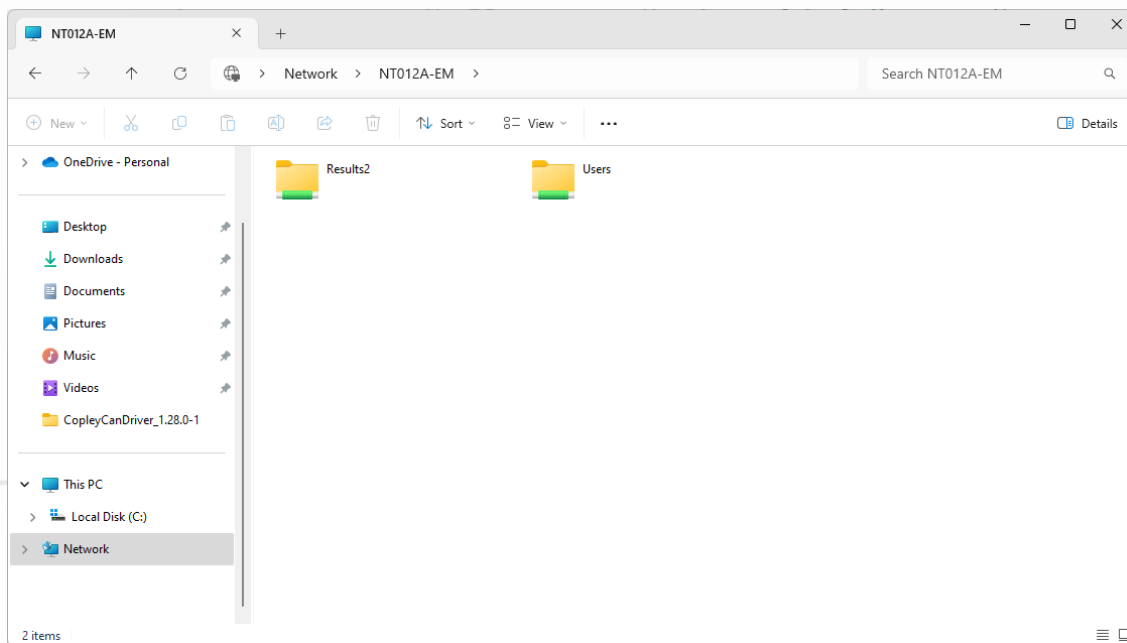 NT012A-EM
Network > NT012A-EM >
Search NT012A-EM
New
Sort
View
Details
OneDrive - Personal
Desktop
Downloads
Documents
Pictures
Music
Videos
CopleyCanDriver_1.28.0-1
This PC
Local Disk (C:)
Network
Results2
Users
2 items